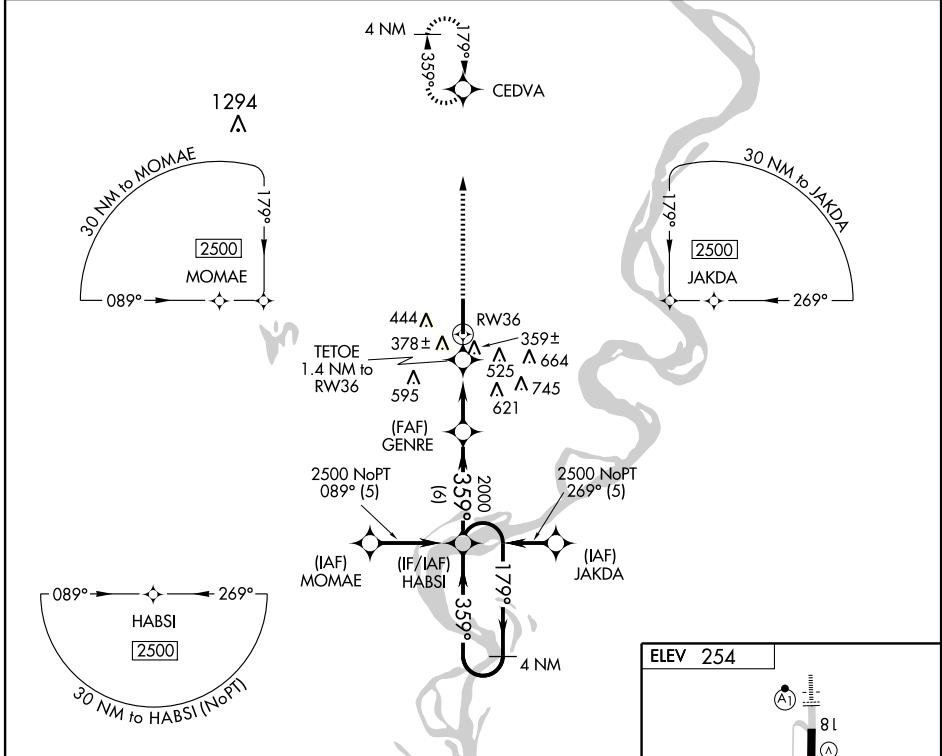 4 NM
179°
359°
CEDVA
1294
30 NM to MOMAE
179°
2500
MOMAE
089°
30 NM to JAKDA
179°
2500
JAKDA
269°
444
RW36
378±
359±
TETOE
1.4 NM to
RW36
525
664
595
745
621
(FAF)
GENRE
2500 NoPT
089° (5)
2000
359°
(6)
2500 NoPT
269° (5)
(IAF)
MOMAE
(IF/IAF)
HABSI
(IAF)
JAKDA
179°
359°
4 NM
089°
269°
HABSI
2500
30 NM to HABSI (NoPT)
ELEV 254
A1
18